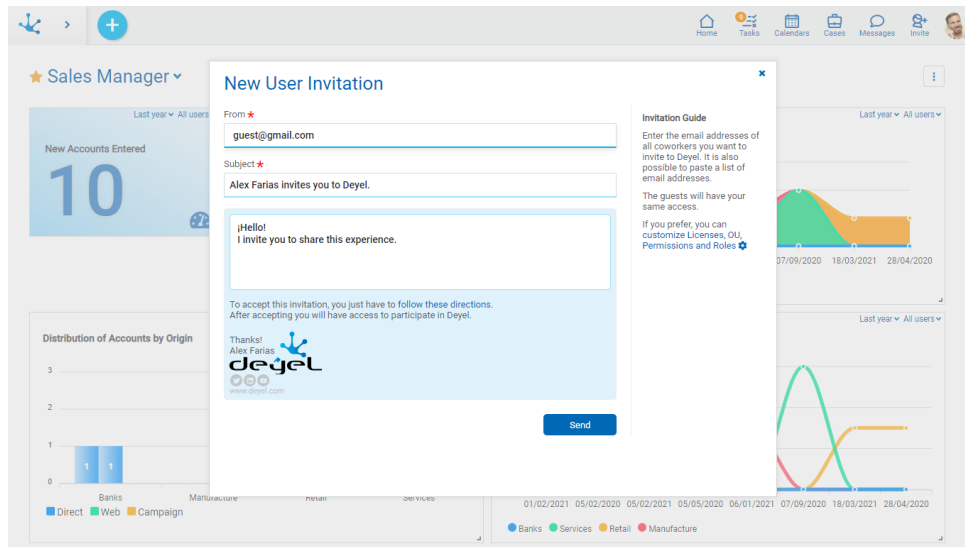 Home
9
Tasks
Calendars
Cases
Messages
Invite
Sales Manager
Last year All users
New Accounts Entered
10
Last year All users
07/09/2020 18/03/2021 28/04/2020
New User Invitation
From *
guest@gmail.com
Subject *
Alex Farias invites you to Deyel.
¡Hello!
I invite you to share this experience.
To accept this invitation, you just have to follow these directions.
After accepting you will have access to participate in Deyel.
Thanks!
Alex Farias
deyel
www.deyel.com
Send
Invitation Guide
Enter the email addresses of
all coworkers you want to
invite to Deyel. It is also
possible to paste a list of
email addresses.
The guests will have your
same access.
If you prefer, you can
customize Licenses, OU,
Permissions and Roles
Distribution of Accounts by Origin
3
2
1
0
1 1
Banks Manufacture Retail Services
Direct Web Campaign
Last year All users
01/02/2021 05/02/2020 05/02/2021 05/05/2020 06/01/2021 07/09/2020 18/03/2021 28/04/2020
Banks Services Retail Manufacture